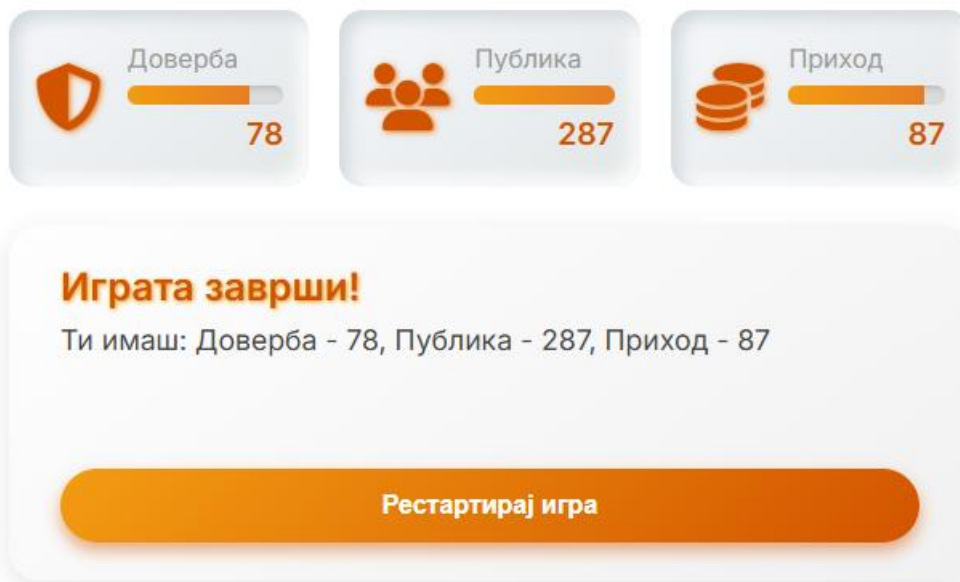 Доверба
78
Публика
287
Приход
87
Играта заврши!
Ти имаш: Доверба - 78, Публика - 287, Приход - 87
Рестартирај игра